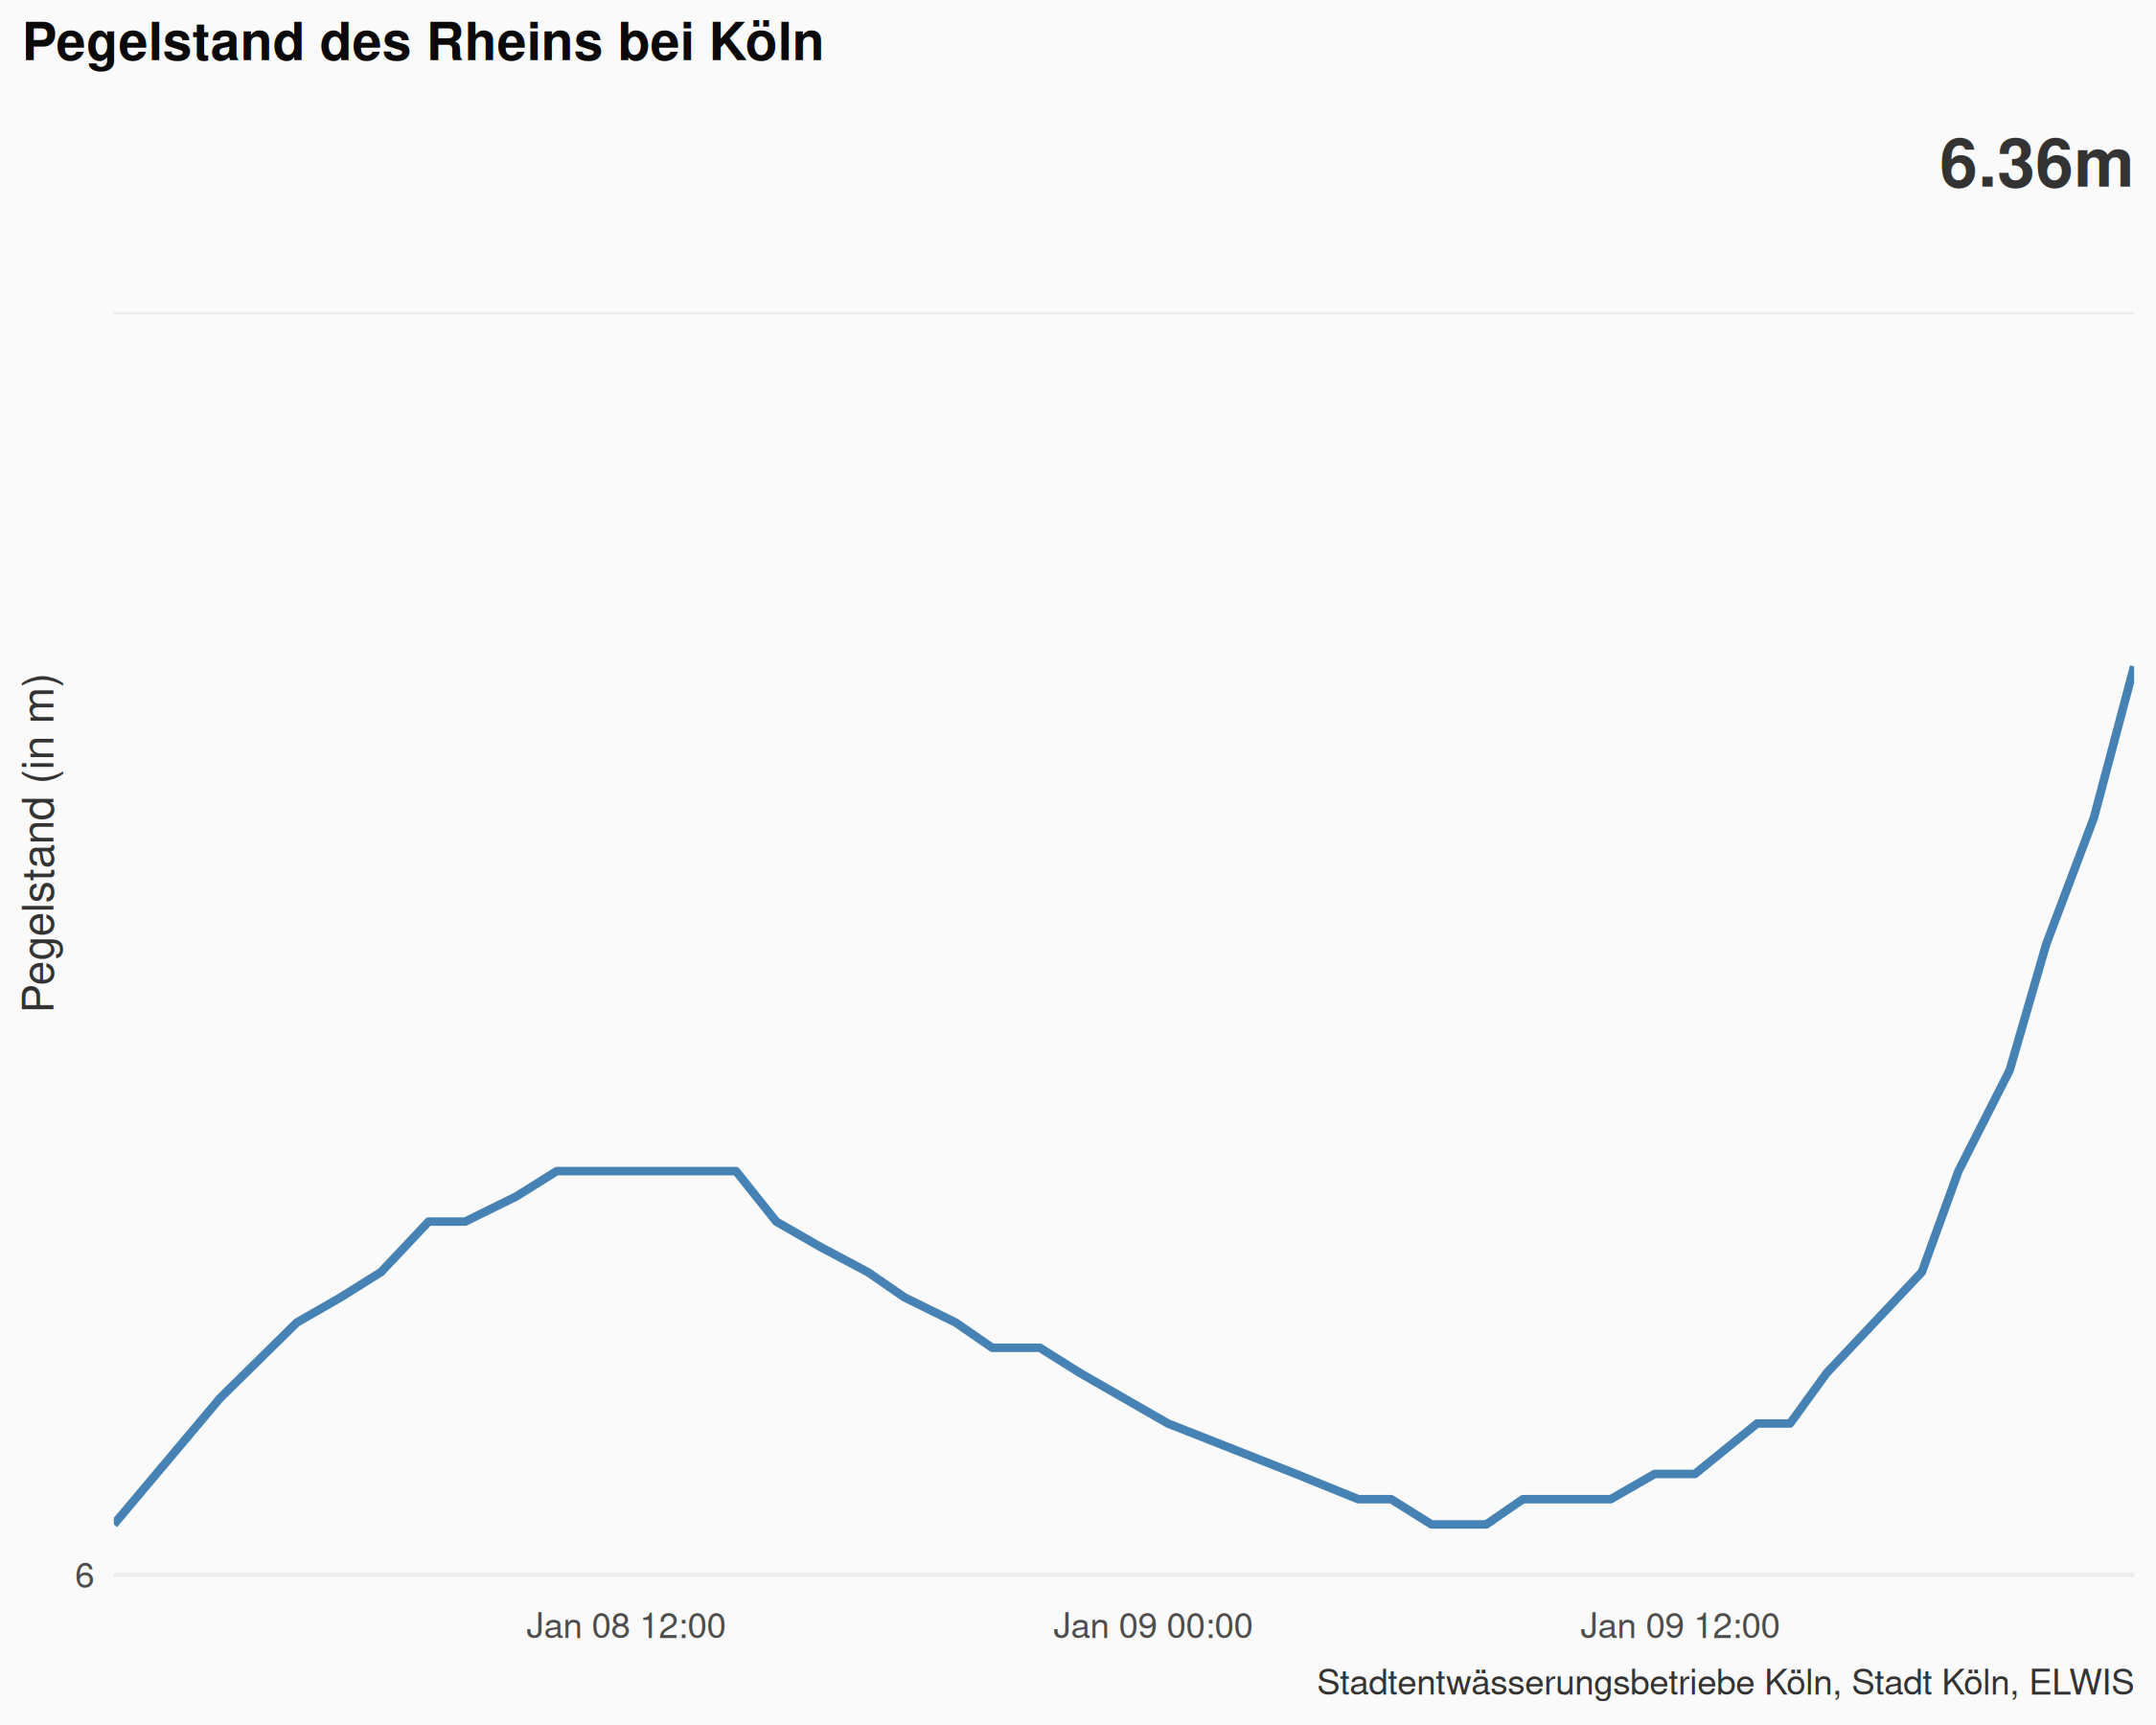 Pegelstand des Rheins bei Köln
6.36m
Pegelstand (in m)
6
Jan 08 12:00
Jan 09 00:00
Jan 09 12:00
Stadtentwässerungsbetriebe Köln, Stadt Köln, ELWIS